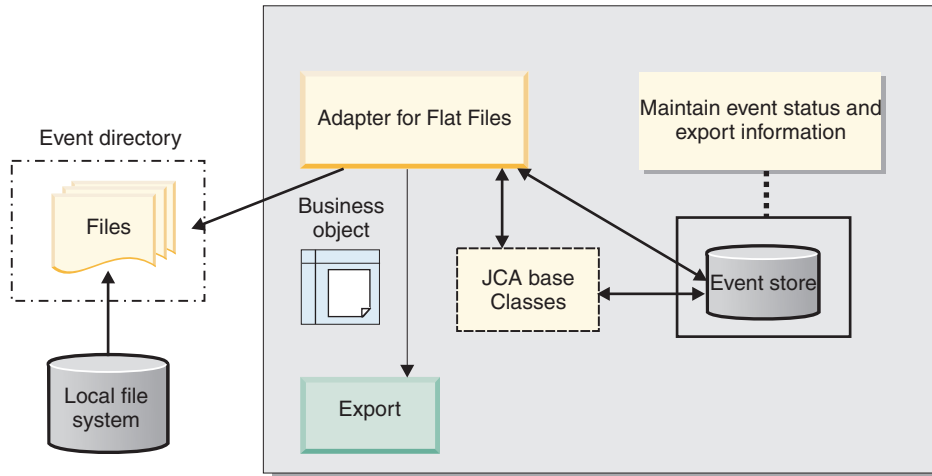 Event directory
Files
Local file
system
Adapter for Flat Files
Business
object
Export
JCA base
Classes
Maintain event status and
export information
Event store